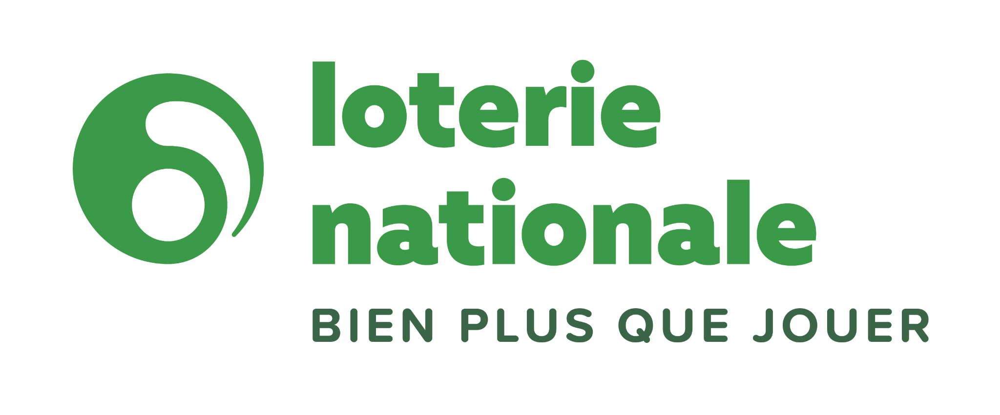 loterie
nationale
BIEN PLUS QUE JOUER